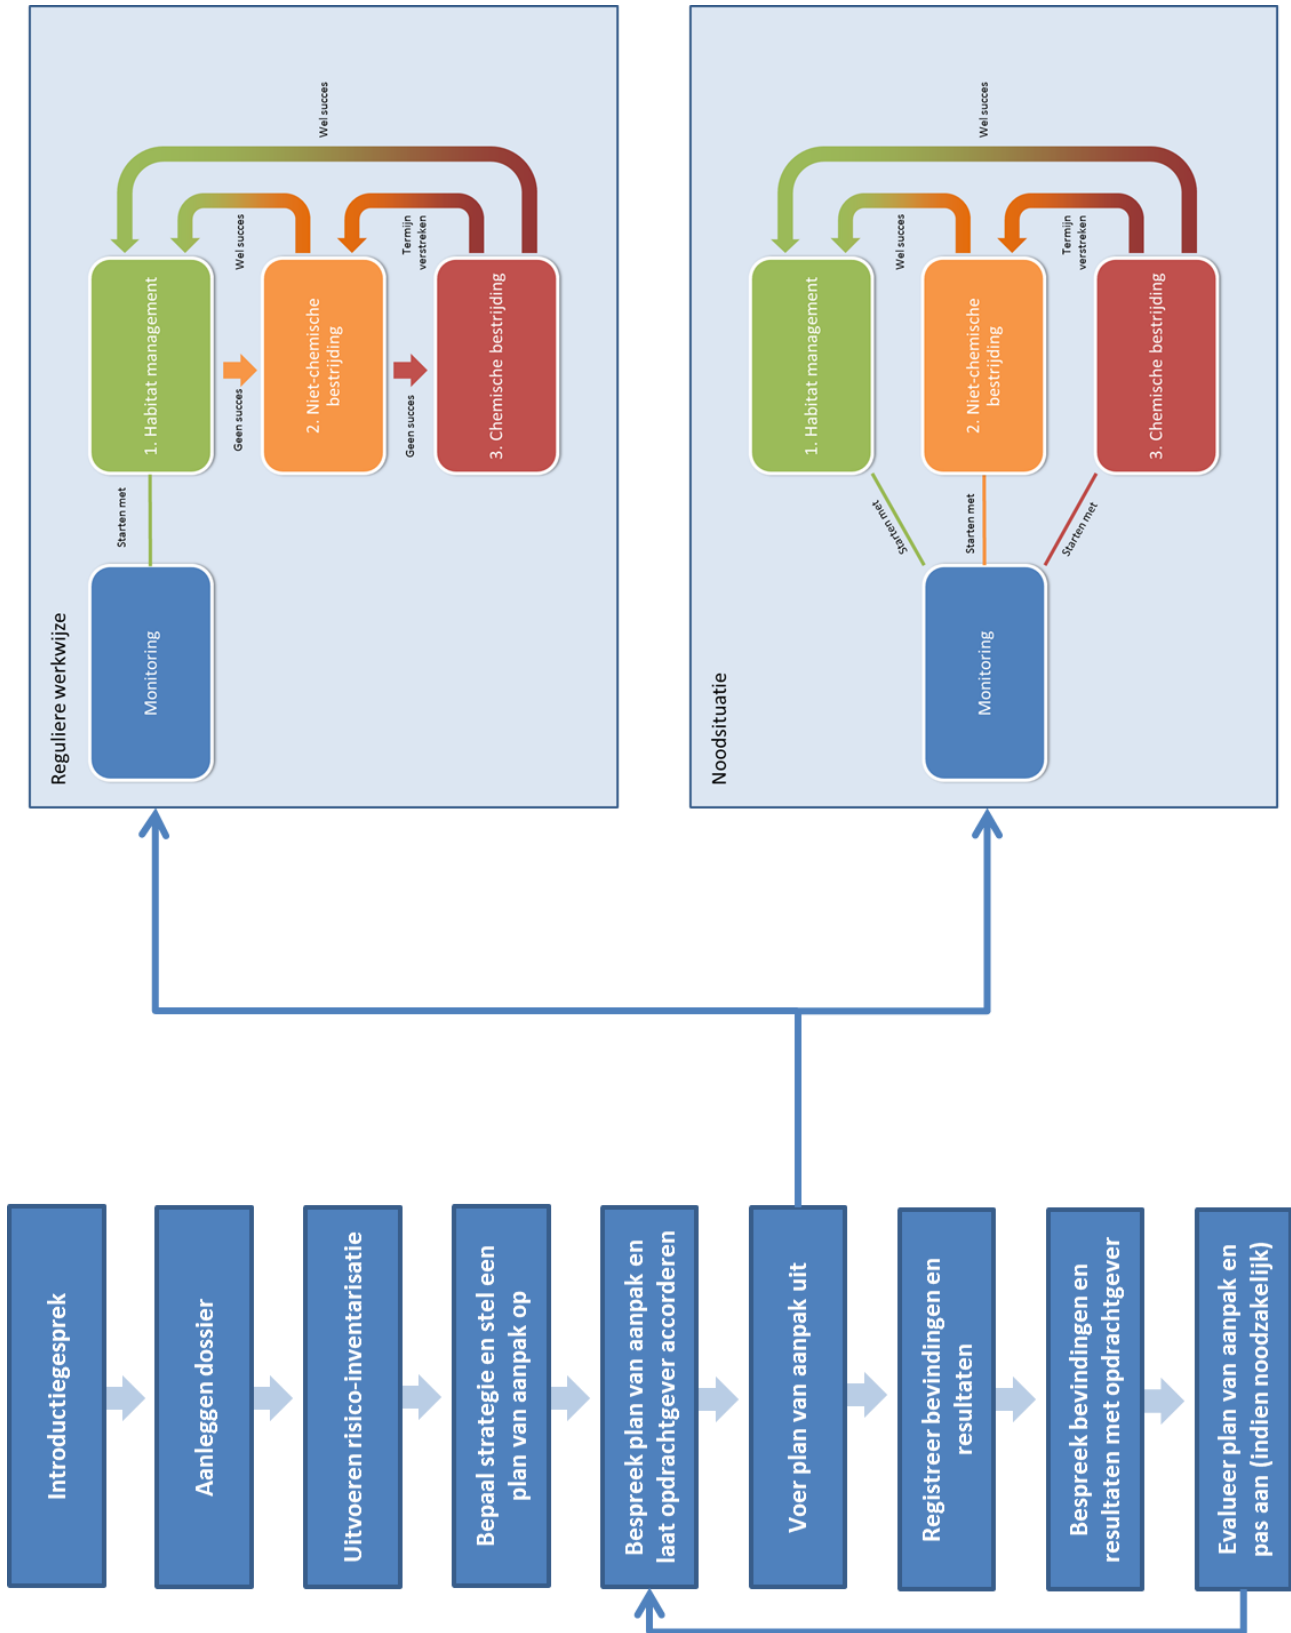 Introductiegesprek
Aanleggen dossier
Uitvoeren risico-inventarisatie
Bepaal strategie en stel een
plan van aanpak op
Bespreek plan van aanpak en
laat opdrachtgever accorderen
Voer plan van aanpak uit
Registreer bevindingen en
resultaten
Bespreek bevindingen en
resultaten met opdrachtgever
Evalueer plan van aanpak en
pas aan (indien noodzakelijk)
Reguliere werkwijze
Monitoring
Starten met
1. Habitat management
Geen succes
Wel succes
2. Niet-chemische
bestrijding
Geen succes
Termijn
verstreken
3. Chemische bestrijding
Wel succes
Noodsituatie
Monitoring
Starten met
Starten met
Starten met
1. Habitat management
Wel succes
2. Niet-chemische
bestrijding
Termijn
verstreken
3. Chemische bestrijding
Wel succes